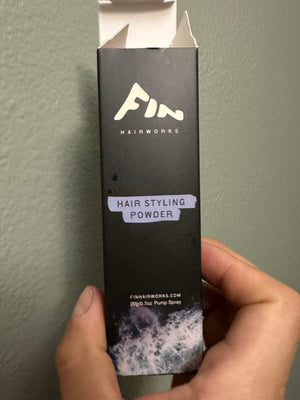 FIN
HAIRWORKS
HAIR STYLING
POWDER
FINHAIRWORKS.COM
20g/0.7oz Pump Spray